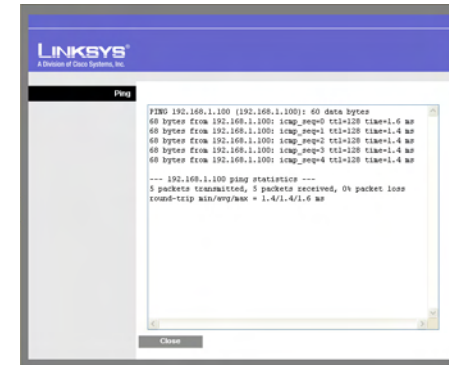 LINKSYS®
A Division of Cisco Systems, Inc.
Ping
PING 192.168.1.100 (192.168.1.100): 60 data bytes
68 bytes from 192.168.1.100: icmp_seq=0 ttl=128 time=1.6 ms
68 bytes from 192.168.1.100: icmp_seq=1 ttl=128 time=1.4 ms
68 bytes from 192.168.1.100: icmp_seq=2 ttl=128 time=1.4 ms
68 bytes from 192.168.1.100: icmp_seq=3 ttl=128 time=1.4 ms
68 bytes from 192.168.1.100: icmp_seq=4 ttl=128 time=1.4 ms
--- 192.168.1.100 ping statistics ---
5 packets transmitted, 5 packets received, 0% packet loss
round-trip min/avg/max = 1.4/1.4/1.6 ms
Close